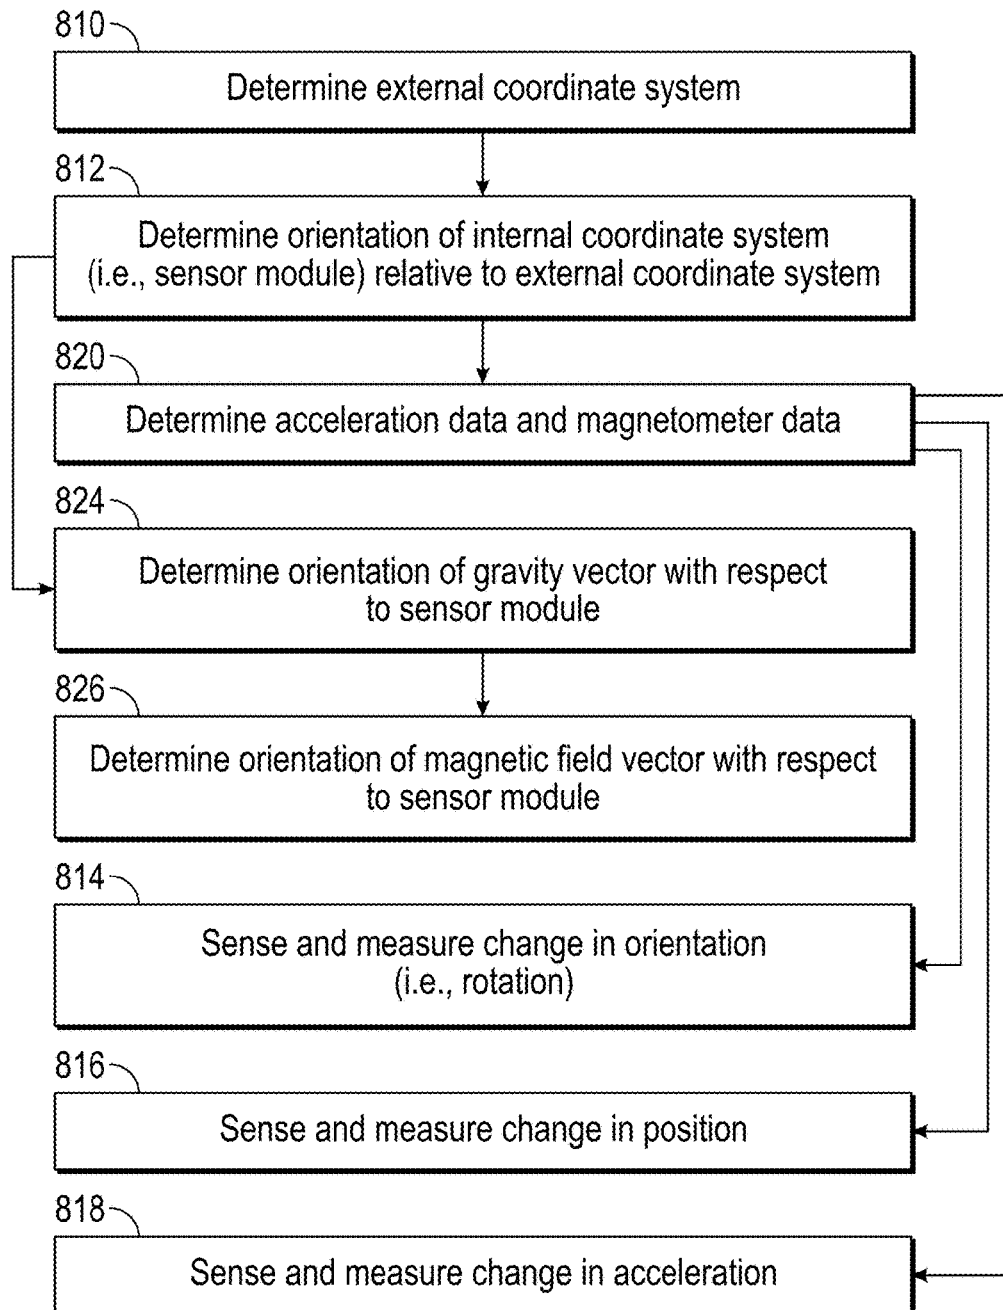 810
Determine external coordinate system
812
Determine orientation of internal coordinate system
(i.e., sensor module) relative to external coordinate system
820
Determine acceleration data and magnetometer data
824
Determine orientation of gravity vector with respect
to sensor module
826
Determine orientation of magnetic field vector with respect
to sensor module
814
Sense and measure change in orientation
(i.e., rotation)
816
Sense and measure change in position
818
Sense and measure change in acceleration